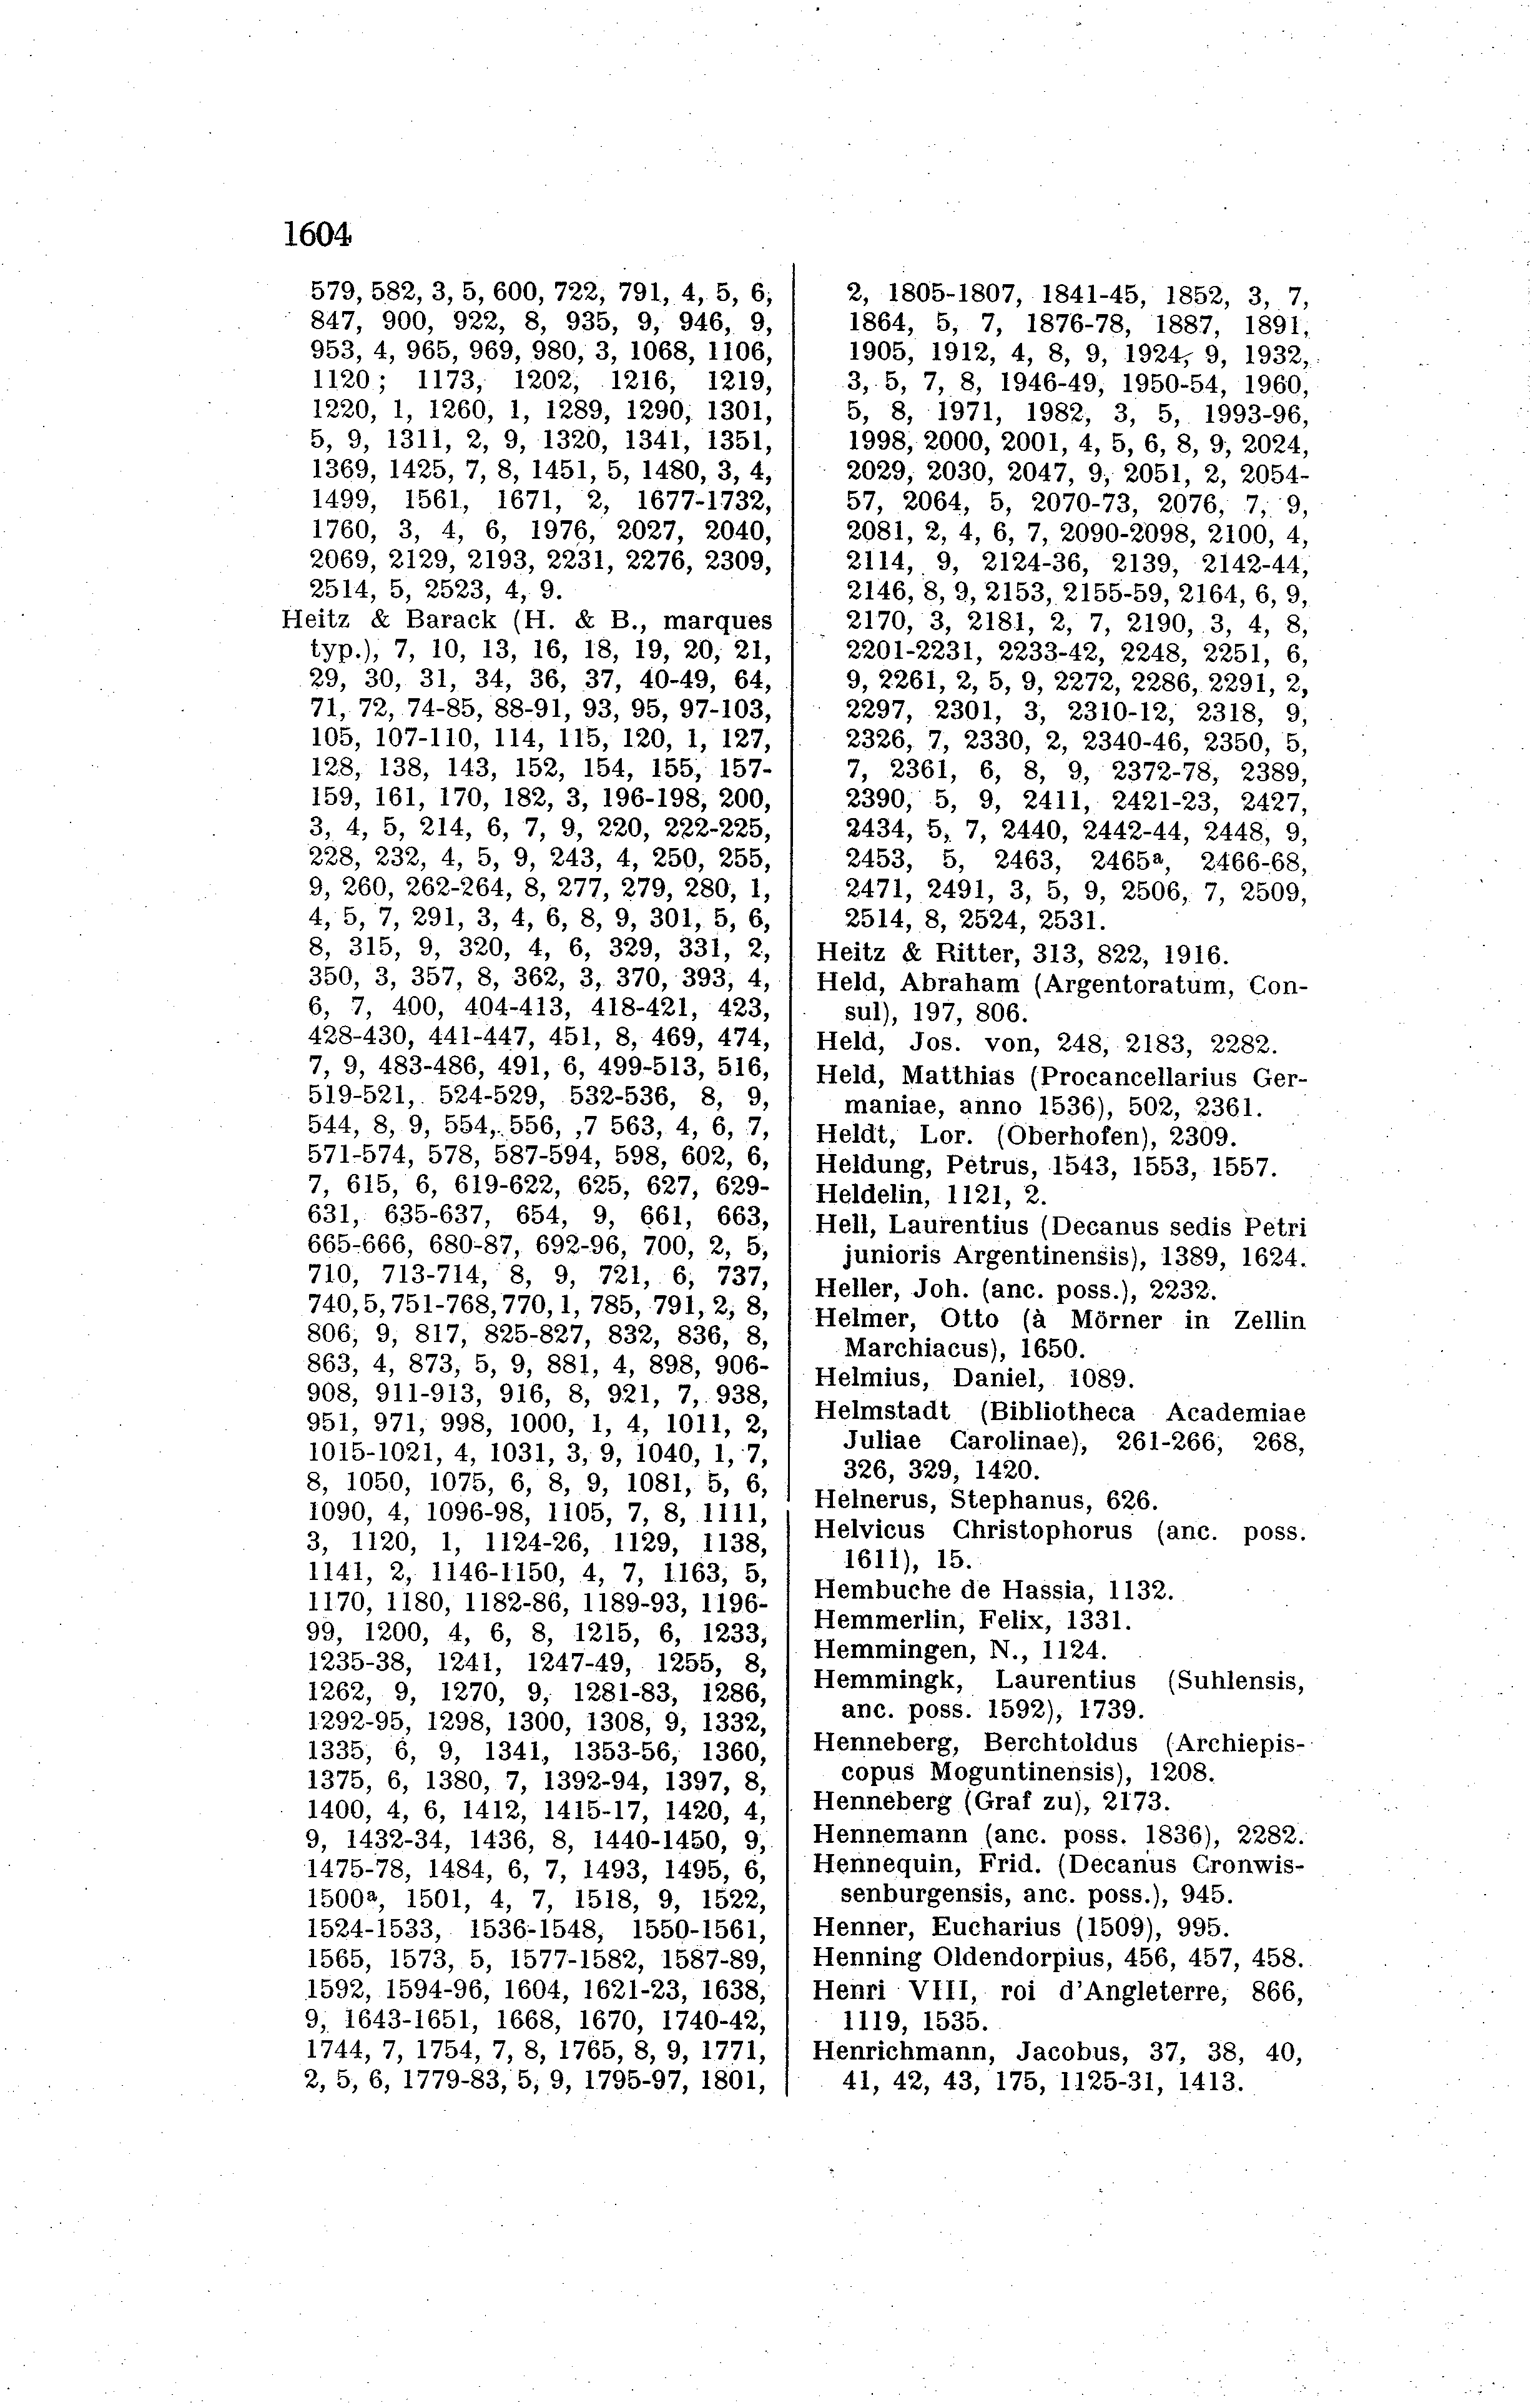 1604
579, 582, 3, 5, 600, 722, 791, 4, 5, 6,
847, 900, 922, 8, 935, 9, 946, 9,
953, 4, 965, 969, 980, 3, 1068, 1106,
1120; 1173, 1202, 1216, 1219,
1220, 1, 1260, 1, 1289, 1290, 1301,
5, 9, 1311, 2, 9, 1320, 1341, 1351,
1369, 1425, 7, 8, 1451, 5, 1480, 3, 4,
1499, 1561, 1671, 2, 1677-1732,
1760, 3, 4, 6, 1976, 2027, 2040,
2069, 2129, 2193, 2231, 2276, 2309,
2514, 5, 2523, 4, 9.
Heitz & Barack (H. & B., marques
typ.), 7, 10, 13, 16, 18, 19, 20, 21,
29, 30, 31, 34, 36, 37, 40-49, 64,
71, 72, 74-85, 88-91, 93, 95, 97-103,
105, 107-110, 114, 115, 120, 1, 127,
128, 138, 143, 152, 154, 155, 157-
159, 161, 170, 182, 3, 196-198, 200,
3, 4, 5, 214, 6, 7, 9, 220, 222-225,
228, 232, 4, 5, 9, 243, 4, 250, 255,
9, 260, 262-264, 8, 277, 279, 280, 1,
4, 5, 7, 291, 3, 4, 6, 8, 9, 301, 5, 6,
8, 315, 9, 320, 4, 6, 329, 331, 2,
350, 3, 357, 8, 362, 3, 370, 393, 4,
6, 7, 400, 404-413, 418-421, 423,
428-430, 441-447, 451, 8, 469, 474,
7, 9, 483-486, 491, 6, 499-513, 516,
519-521, 524-529, 532-536, 8, 9,
544, 8, 9, 554, 556, ,7 563, 4, 6, 7,
571-574, 578, 587-594, 598, 602, 6,
7, 615, 6, 619-622, 625, 627, 629-
631, 635-637, 654, 9, 661, 663,
665-666, 680-87, 692-96, 700, 2, 5,
710, 713-714, 8, 9, 721, 6, 737,
740, 5, 751-768, 770, 1, 785, 791, 2, 8,
806, 9, 817, 825-827, 832, 836, 8,
863, 4, 873, 5, 9, 881, 4, 898, 906-
908, 911-913, 916, 8, 921, 7, 938,
951, 971, 998, 1000, 1, 4, 1011, 2,
1015-1021, 4, 1031, 3, 9, 1040, 1, 7,
8, 1050, 1075, 6, 8, 9, 1081, 5, 6,
1090, 4, 1096-98, 1105, 7, 8, 1111,
3, 1120, 1, 1124-26, 1129, 1138,
1141, 2, 1146-1150, 4, 7, 1163, 5,
1170, 1180, 1182-86, 1189-93, 1196-
99, 1200, 4, 6, 8, 1215, 6, 1233,
1235-38, 1241, 1247-49, 1255, 8,
1262, 9, 1270, 9, 1281-83, 1286,
1292-95, 1298, 1300, 1308, 9, 1332,
1335, 6, 9, 1341, 1353-56, 1360,
1375, 6, 1380, 7, 1392-94, 1397, 8,
1400, 4, 6, 1412, 1415-17, 1420, 4,
9, 1432-34, 1436, 8, 1440-1450, 9,
1475-78, 1484, 6, 7, 1493, 1495, 6,
1500ª, 1501, 4, 7, 1518, 9, 1522,
1524-1533, 1536-1548, 1550-1561,
1565, 1573, 5, 1577-1582, 1587-89,
1592, 1594-96, 1604, 1621-23, 1638,
9, 1643-1651, 1668, 1670, 1740-42,
1744, 7, 1754, 7, 8, 1765, 8, 9, 1771,
2, 5, 6, 1779-83, 5, 9, 1795-97, 1801,
2, 1805-1807, 1841-45, 1852, 3, 7,
1864, 5, 7, 1876-78, 1887, 1891,
1905, 1912, 4, 8, 9, 1924, 9, 1932,
3, 5, 7, 8, 1946-49, 1950-54, 1960,
5, 8, 1971, 1982, 3, 5, 1993-96,
1998, 2000, 2001, 4, 5, 6, 8, 9, 2024,
2029, 2030, 2047, 9, 2051, 2, 2054-
57, 2064, 5, 2070-73, 2076, 7, 9,
2081, 2, 4, 6, 7, 2090-2098, 2100, 4,
2114, 9, 2124-36, 2139, 2142-44,
2146, 8, 9, 2153, 2155-59, 2164, 6, 9,
2170, 3, 2181, 2, 7, 2190, 3, 4, 8,
2201-2231, 2233-42, 2248, 2251, 6,
9, 2261, 2, 5, 9, 2272, 2286, 2291, 2,
2297, 2301, 3, 2310-12, 2318, 9,
2326, 7, 2330, 2, 2340-46, 2350, 5,
7, 2361, 6, 8, 9, 2372-78, 2389,
2390, 5, 9, 2411, 2421-23, 2427,
2434, 5, 7, 2440, 2442-44, 2448, 9,
2453, 5, 2463, 2465ª, 2466-68,
2471, 2491, 3, 5, 9, 2506, 7, 2509,
2514, 8, 2524, 2531.
Heitz & Ritter, 313, 822, 1916.
Held, Abraham (Argentoratum, Con-
sul), 197, 806.
Held, Jos. von, 248, 2183, 2282.
Held, Matthias (Procancellarius Ger-
maniae, anno 1536), 502, 2361.
Heldt, Lor. (Oberhofen), 2309.
Heldung, Petrus, 1543, 1553, 1557.
Heldelin, 1121, 2.
Hell, Laurentius (Decanus sedis Petri
junioris Argentinensis), 1389, 1624.
Heller, Joh. (anc. poss.), 2232.
Helmer, Otto (à Mörner in Zellin
Marchiacus), 1650.
Helmius, Daniel, 1089.
Helmstadt (Bibliotheca Academiae
Juliae Carolinae), 261-266, 268,
326, 329, 1420.
Helnerus, Stephanus, 626.
Helvicus Christophorus (anc. poss.
1611), 15.
Hembuche de Hassia, 1132.
Hemmerlin, Felix, 1331.
Hemmingen, N., 1124.
Hemmingk, Laurentius (Suhlensis,
anc. poss. 1592), 1739.
Henneberg, Berchtoldus (Archiepis-
copus Moguntinensis), 1208.
Henneberg (Graf zu), 2173.
Hennemann (anc. poss. 1836), 2282.
Hennequin, Frid. (Decanus Cronwis-
senburgensis, anc. poss.), 945.
Henner, Eucharius (1509), 995.
Henning Oldendorpius, 456, 457, 458.
Henri VIII, roi d'Angleterre, 866,
1119, 1535.
Henrichmann, Jacobus, 37, 38, 40,
41, 42, 43, 175, 1125-31, 1413.